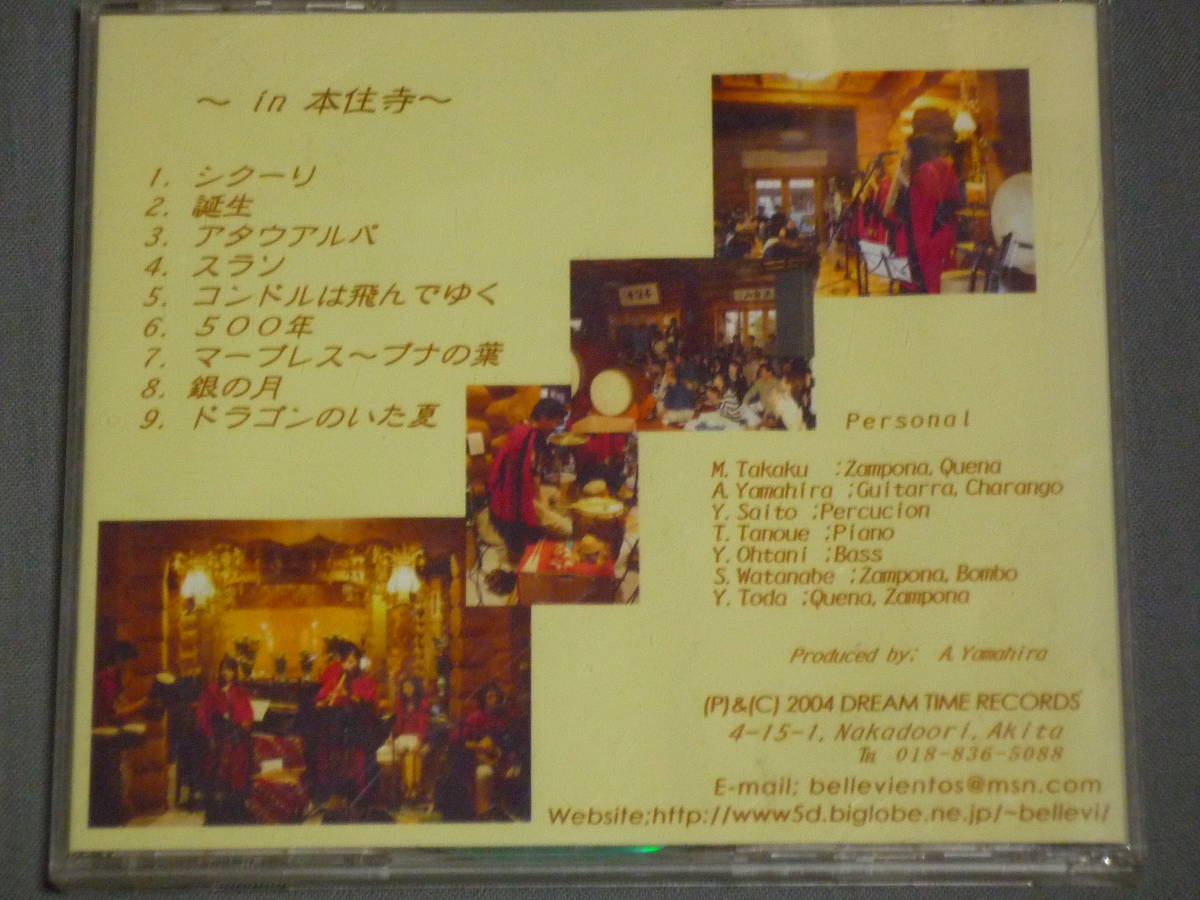 ～ in 本住寺～
1. シクーリ
2. 誕生
3. アタウアルパ
4. スラソ
5. コンドルは飛んでゆく
6. 500年
7. マーブレス～ブナの葉
8. 銀の月
9. ドラゴンのいた夏
Personal
M. Takaku :Zampona, Quena
A. Yamahira ;Guitarra, Charango
Y. Saito ;Percucion
T. Tanoue ;Piano
Y. Ohtani ;Bass
S. Watanabe ;Zampona, Bombo
Y. Toda ;Quena, Zampona
Produced by; A. Yamahira
(P)&(C) 2004 DREAM TIME RECORDS
4-15-1, Nakadoori, Akita
℡ 018-836-5088
E-mail; bellevientos@msn.com
Website;http://www5d.biglobe.ne.jp/~bellevi/